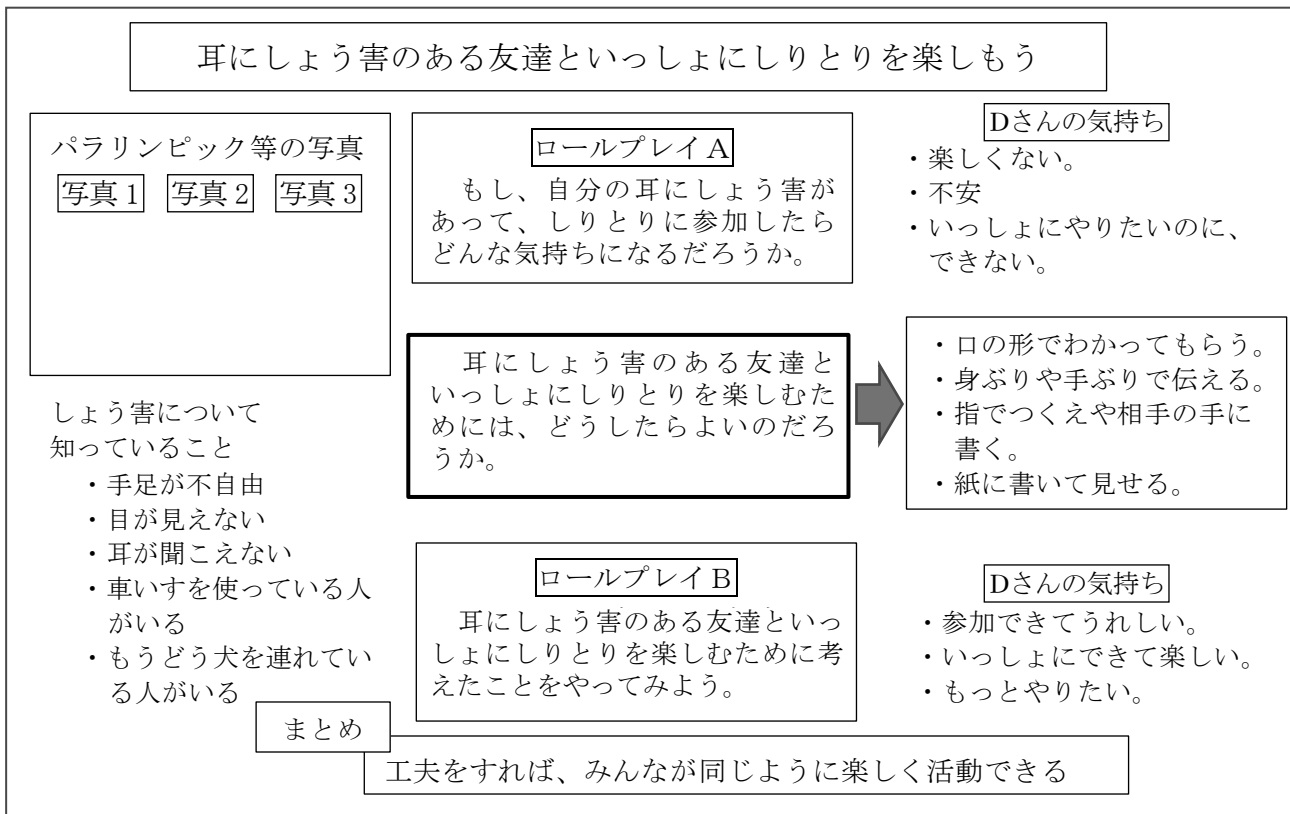 耳にしょう害のある友達といっしょにしりとりを楽しもう
パラリンピック等の写真
写真1 写真2 写真3
しょう害について
知っていること
・手足が不自由
・目が見えない
・耳が聞こえない
・車いすを使っている人
がいる
・もうどう犬を連れてい
る人がいる
ロールプレイA
もし、自分の耳にしょう害が
あって、しりとりに参加したら
どんな気持ちになるだろうか。
Dさんの気持ち
・楽しくない。
・不安
・いっしょにやりたいのに、
できない。
耳にしょう害のある友達と
いっしょにしりとりを楽しむた
めには、どうしたらよいのだろ
うか。
・口の形でわかってもらう。
・身ぶりや手ぶりで伝える。
・指でつくえや相手の手に
書く。
・紙に書いて見せる。
ロールプレイB
耳にしょう害のある友達といっ
しょにしりとりを楽しむために考
えたことをやってみよう。
Dさんの気持ち
・参加できてうれしい。
・いっしょにできて楽しい。
・もっとやりたい。
まとめ
工夫をすれば、みんなが同じように楽しく活動できる